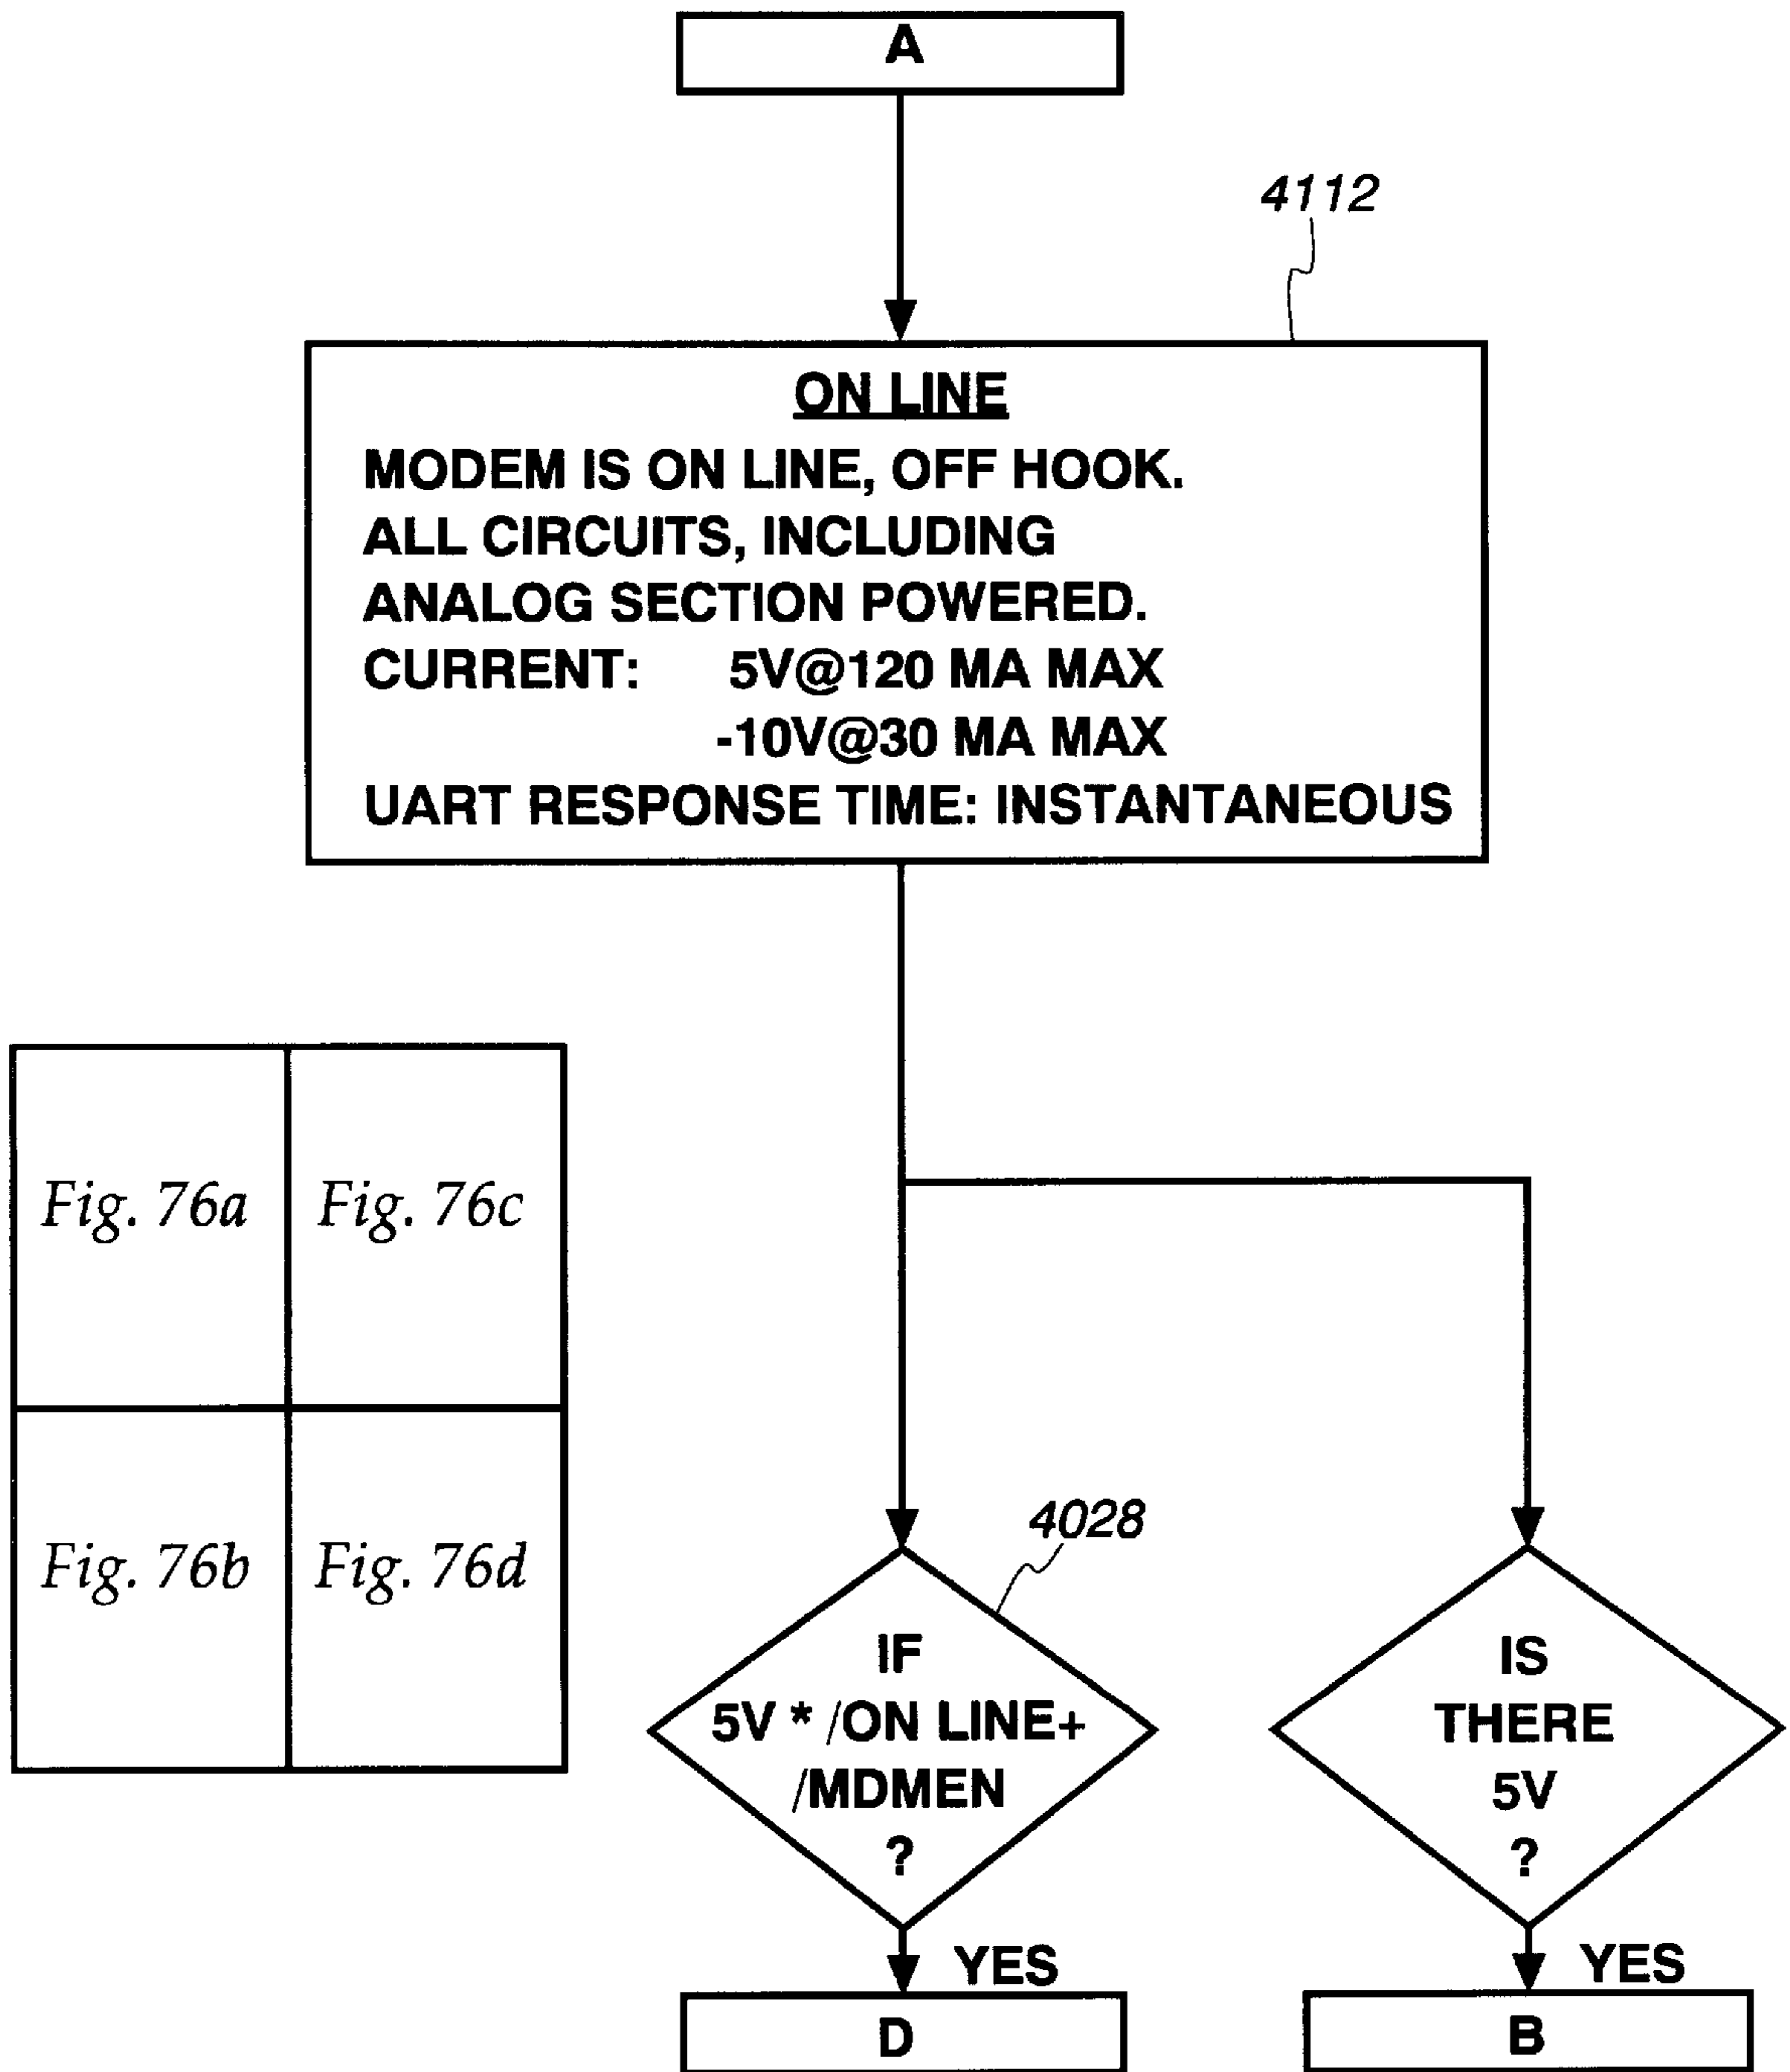 A
4112
ON LINE
MODEM IS ON LINE, OFF HOOK.
ALL CIRCUITS, INCLUDING
ANALOG SECTION POWERED.
CURRENT: 5V@120 MA MAX
-10V@30 MA MAX
UART RESPONSE TIME: INSTANTANEOUS
Fig. 76a
Fig. 76c
Fig. 76b
Fig. 76d
4028
IF
5V * /ON LINE+
/MDMEN
?
YES
D
IS
THERE
5V
?
YES
B